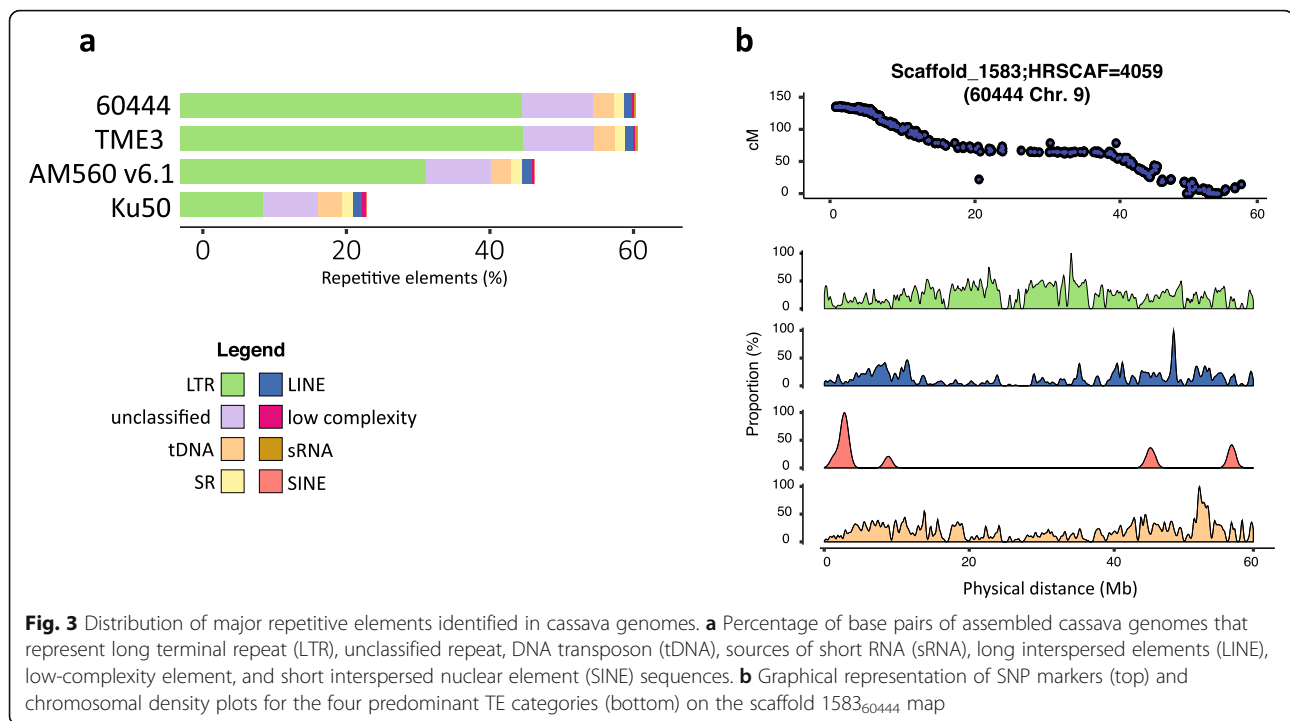 a
60444
TME3
AM560 v6.1
Ku50
0 20 40 60
Repetitive elements (%)
Legend
LTR LINE
unclassified low complexity
tDNA sRNA
SR SINE
b
Scaffold_1583;HRSCAF=4059
(60444 Chr. 9)
150
100
50
0
cM
0 20 40 60
100
50
0
100
50
0
100
50
0
100
50
0
Proportion (%)
0 20 40 60
Physical distance (Mb)
Fig. 3 Distribution of major repetitive elements identified in cassava genomes. a Percentage of base pairs of assembled cassava genomes that
represent long terminal repeat (LTR), unclassified repeat, DNA transposon (tDNA), sources of short RNA (sRNA), long interspersed elements (LINE),
low-complexity element, and short interspersed nuclear element (SINE) sequences. b Graphical representation of SNP markers (top) and
chromosomal density plots for the four predominant TE categories (bottom) on the scaffold 1583₆₀₄₄₄ map